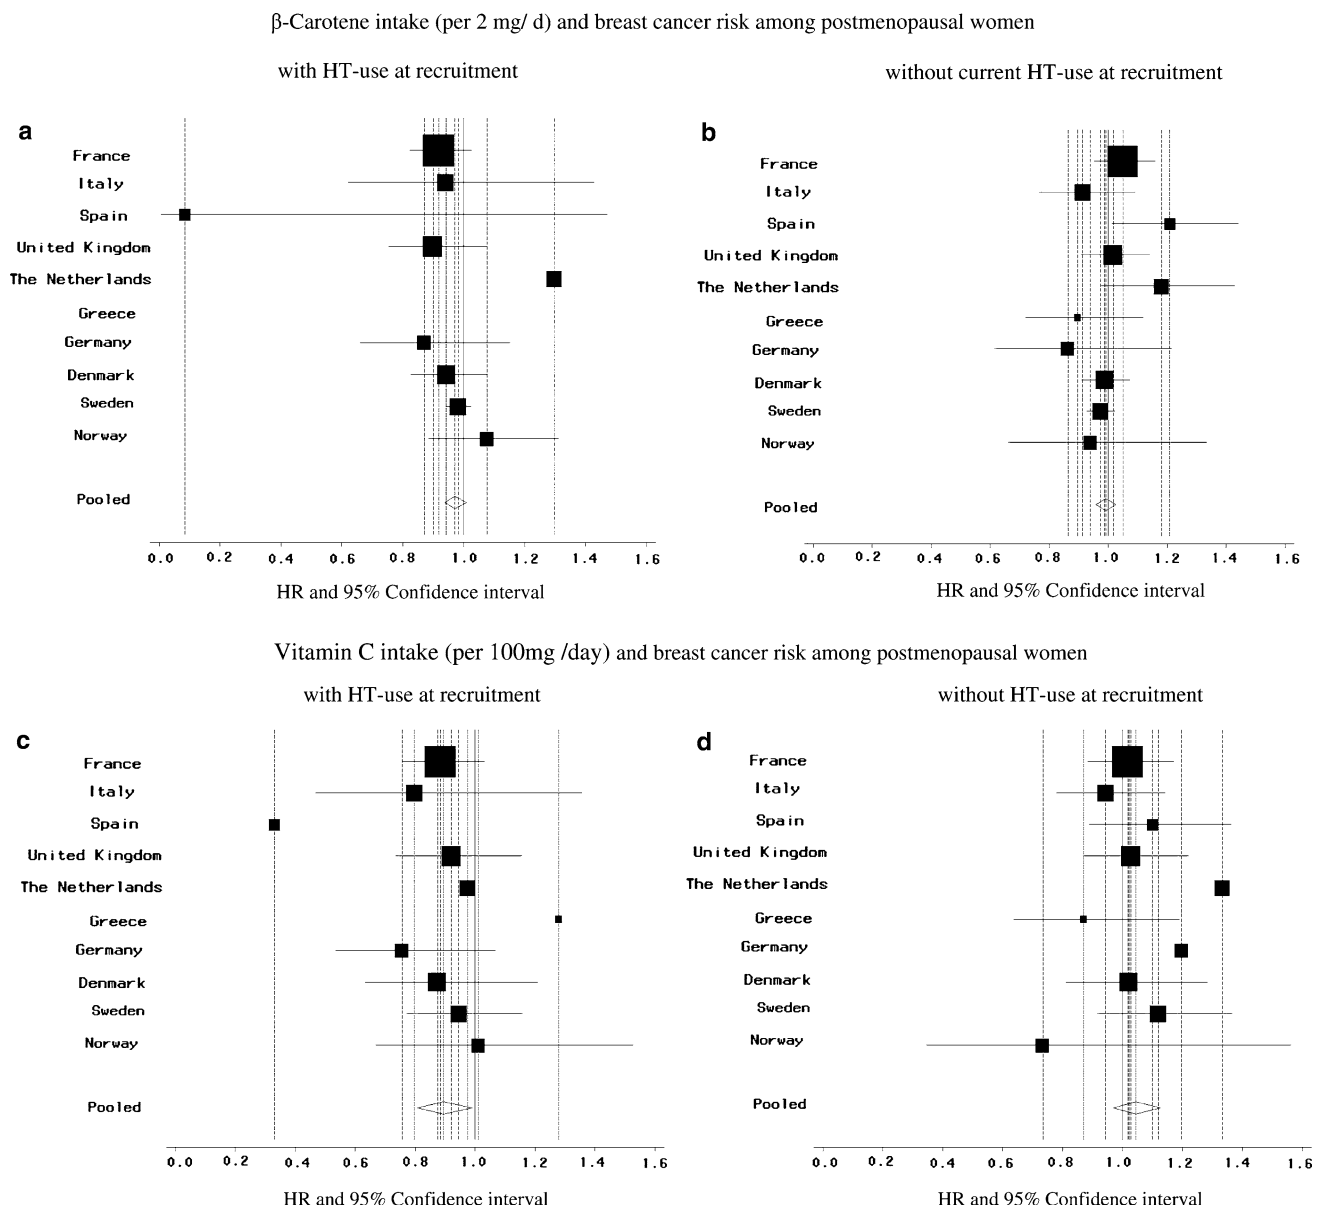 β-Carotene intake (per 2 mg/ d) and breast cancer risk among postmenopausal women
with HT-use at recruitment
a
France
Italy
Spain
United Kingdom
The Netherlands
Greece
Germany
Denmark
Sweden
Norway
Pooled
0.0 0.2 0.4 0.6 0.8 1.0 1.2 1.4 1.6
HR and 95% Confidence interval
without current HT-use at recruitment
b
France
Italy
Spain
United Kingdom
The Netherlands
Greece
Germany
Denmark
Sweden
Norway
Pooled
0.0 0.2 0.4 0.6 0.8 1.0 1.2 1.4 1.6
HR and 95% Confidence interval
Vitamin C intake (per 100mg /day) and breast cancer risk among postmenopausal women
with HT-use at recruitment
c
France
Italy
Spain
United Kingdom
The Netherlands
Greece
Germany
Denmark
Sweden
Norway
Pooled
0.0 0.2 0.4 0.6 0.8 1.0 1.2 1.4 1.6
HR and 95% Confidence interval
without HT-use at recruitment
d
France
Italy
Spain
United Kingdom
The Netherlands
Greece
Germany
Denmark
Sweden
Norway
Pooled
0.0 0.2 0.4 0.6 0.8 1.0 1.2 1.4 1.6
HR and 95% Confidence interval